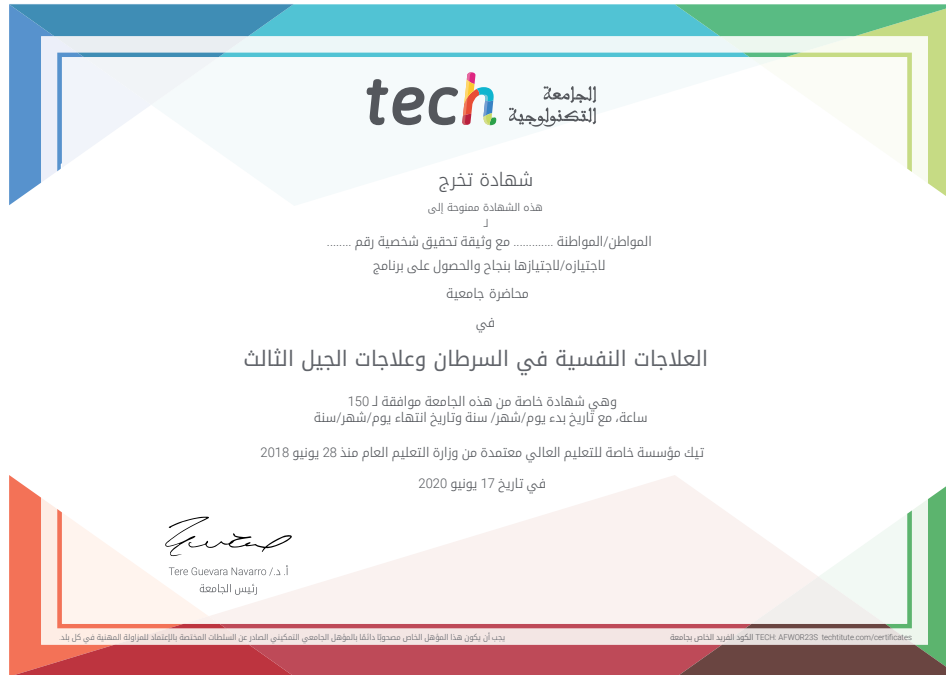 tech الجامعة
التكنولوجية
شهادة تخرج
هذه الشهادة ممنوحة إلى
لـ
المواطن/المواطنة ............ مع وثيقة تحقيق شخصية رقم ........
لاجتيازه/لاجتيازها بنجاح والحصول على برنامج
محاضرة جامعية
في
العلاجات النفسية في السرطان وعلاجات الجيل الثالث
وهي شهادة خاصة من هذه الجامعة موافقة لـ 150
ساعة، مع تاريخ بدء يوم/شهر/ سنة وتاريخ انتهاء يوم/شهر/سنة
تيك مؤسسة خاصة للتعليم العالي معتمدة من وزارة التعليم العام منذ 28 يونيو 2018
في تاريخ 17 يونيو 2020
أ. د./ Tere Guevara Navarro
رئيس الجامعة
يجب أن يكون هذا المؤهل الخاص مصحوبًا دائمًا بالمؤهل الجامعي التمكيني الصادر عن السلطات المختصة بالإعتماد للمزاولة المهنية في كل بلد.
الكود الفريد الخاص بجامعة TECH: AFWOR23S techtitute.com/certificates